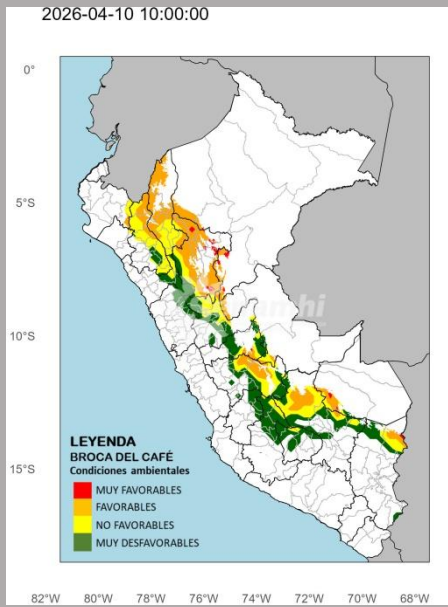 2026-04-10 10:00:00
0°
5°S
10°S
15°S
LEYENDA
BROCA DEL CAFÉ
Condiciones ambientales
MUY FAVORABLES
FAVORABLES
NO FAVORABLES
MUY DESFAVORABLES
82°W 80°W 78°W 76°W 74°W 72°W 70°W 68°W